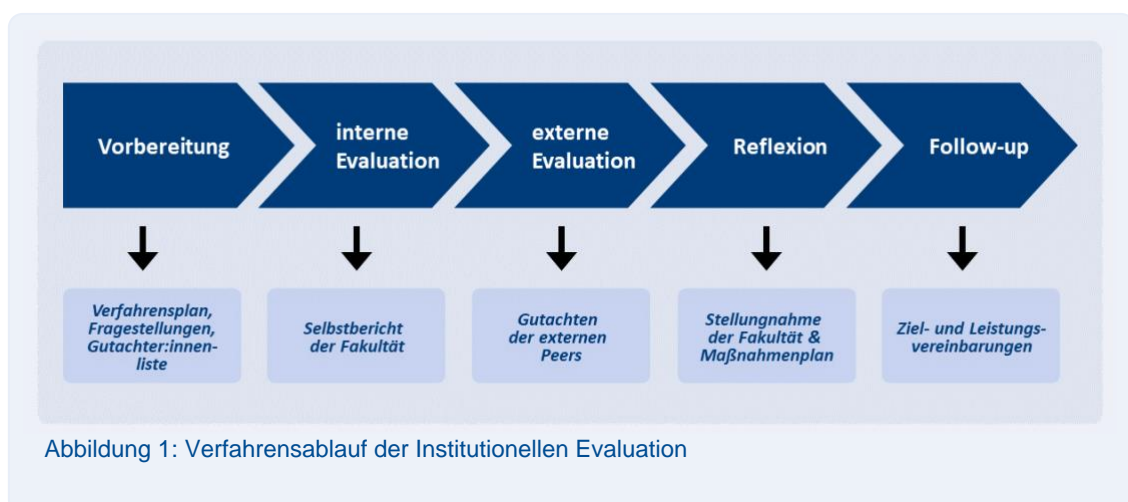 Vorbereitung
interne
Evaluation
externe
Evaluation
Reflexion
Follow-up
Verfahrensplan,
Fragestellungen,
Gutachter:innen-
liste
Selbstbericht
der Fakultät
Gutachten
der externen
Peers
Stellungnahme
der Fakultät &
Maßnahmenplan
Ziel- und Leistungs-
vereinbarungen
Abbildung 1: Verfahrensablauf der Institutionellen Evaluation